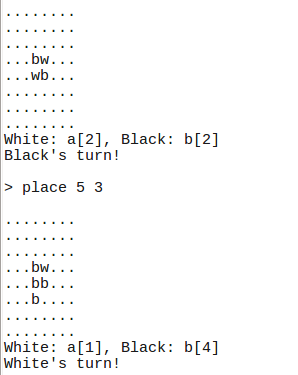 ........
........
........
...bw...
...wb...
........
........
........
White: a[2], Black: b[2]
Black's turn!
> place 5 3
........
........
........
...bw...
...bb...
...b....
........
........
White: a[1], Black: b[4]
White's turn!